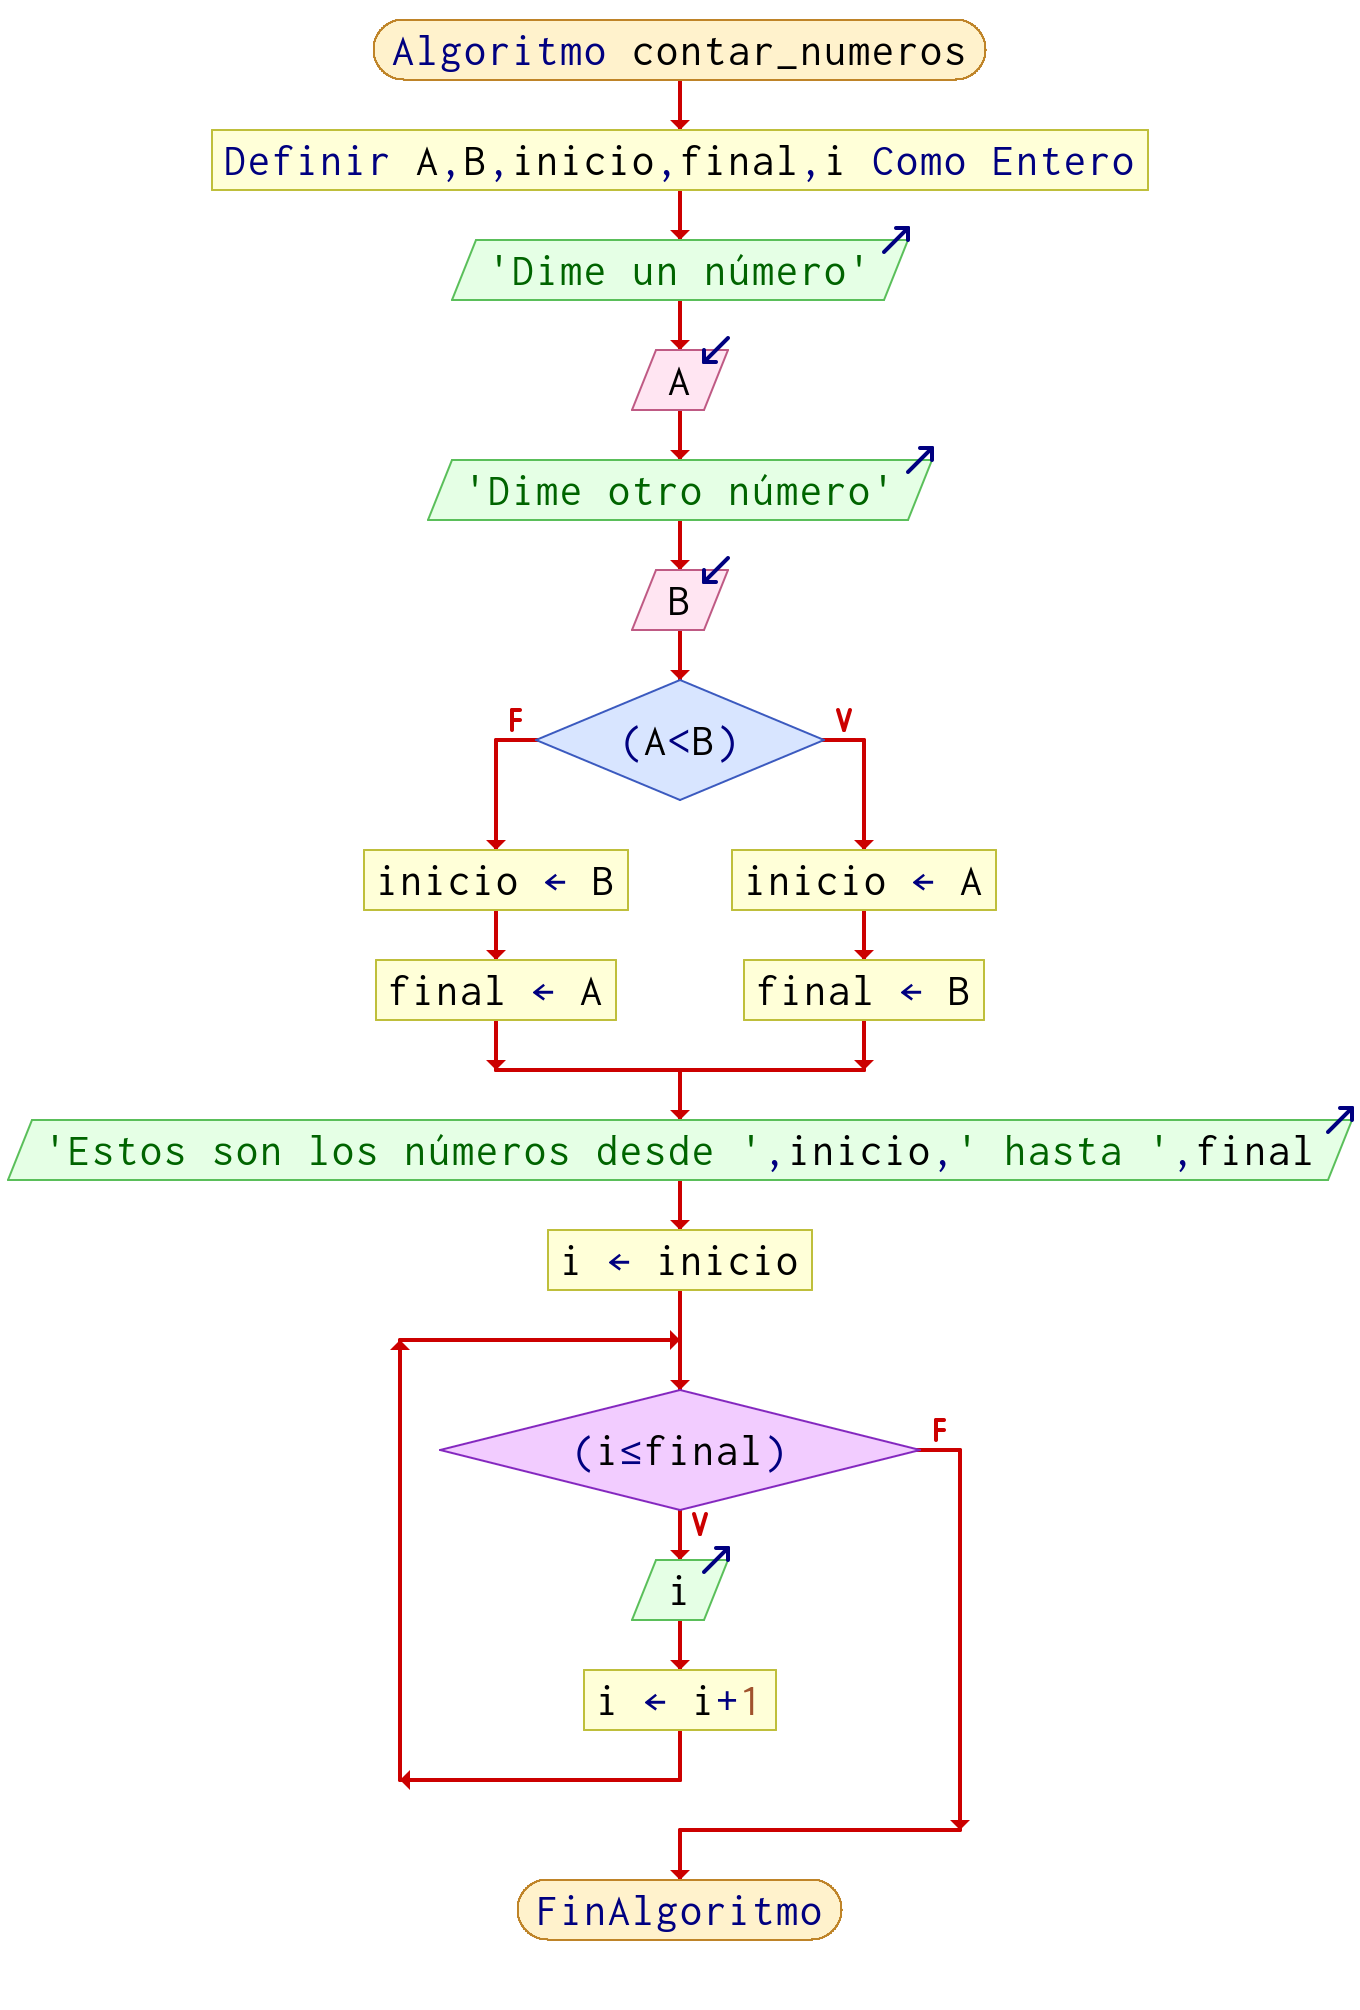 Algoritmo contar_numeros
Definir A,B,inicio,final,i Como Entero
'Dime un número'
A
'Dime otro número'
B
F
V
(A<B)
inicio ← B
inicio ← A
final ← A
final ← B
'Estos son los números desde ',inicio,' hasta ',final
i ← inicio
F
(i≤final)
V
i
i ← i+1
FinAlgoritmo